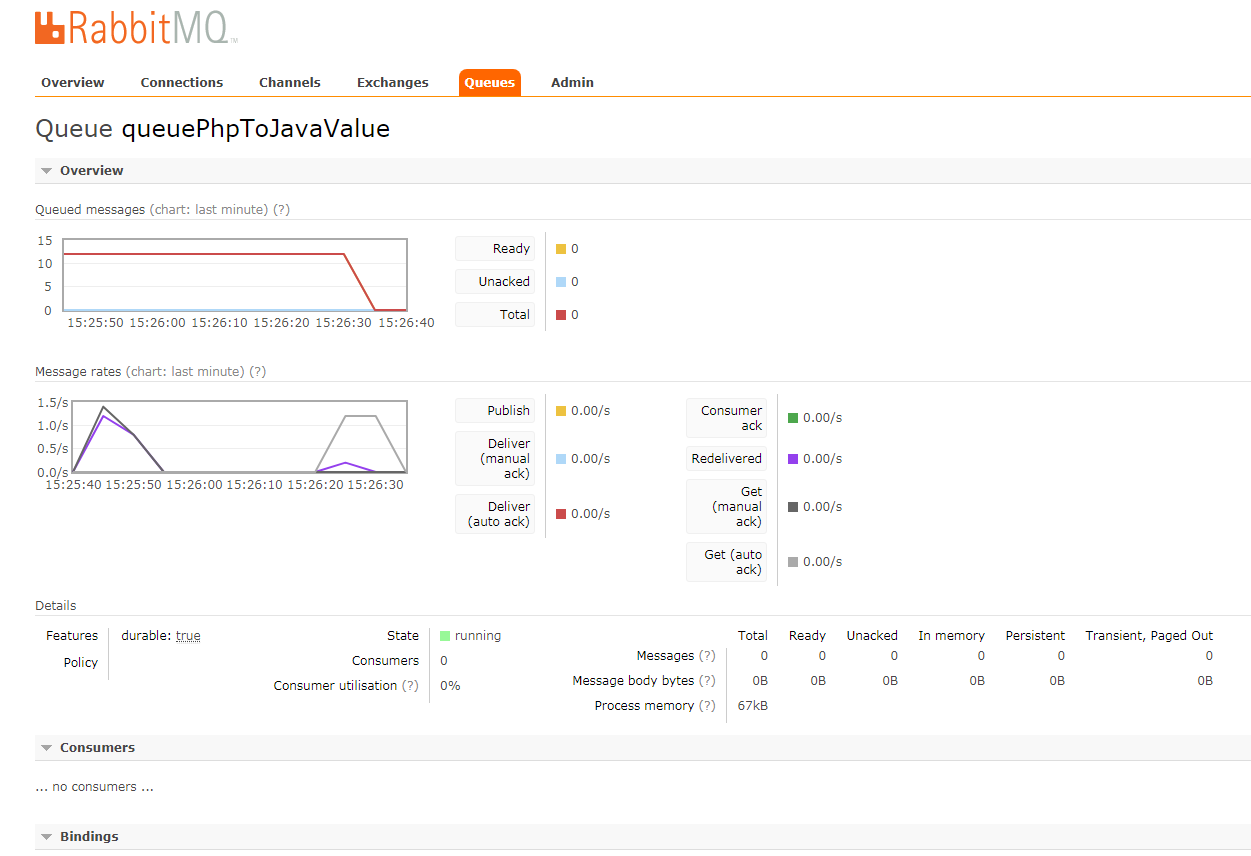 RabbitMQ™
Overview Connections Channels Exchanges Queues Admin
Queue queuePhpToJavaValue
Overview
Queued messages (chart: last minute) (?)
15
10
5
0
15:25:50 15:26:00 15:26:10 15:26:20 15:26:30 15:26:40
Ready 0
Unacked 0
Total 0
Message rates (chart: last minute) (?)
1.5/s
1.0/s
0.5/s
0.0/s
15:25:40 15:25:50 15:26:00 15:26:10 15:26:20 15:26:30
Publish 0.00/s
Deliver
(manual 0.00/s
ack)
Deliver
(auto ack) 0.00/s
Consumer
ack 0.00/s
Redelivered 0.00/s
Get
(manual 0.00/s
ack)
Get (auto
ack) 0.00/s
Details
Features durable: true
Policy
State running
Consumers 0
Consumer utilisation (?) 0%
Total Ready Unacked In memory Persistent Transient, Paged Out
Messages (?) 0 0 0 0 0 0
Message body bytes (?) 0B 0B 0B 0B 0B 0B
Process memory (?) 67kB
Consumers
... no consumers ...
Bindings